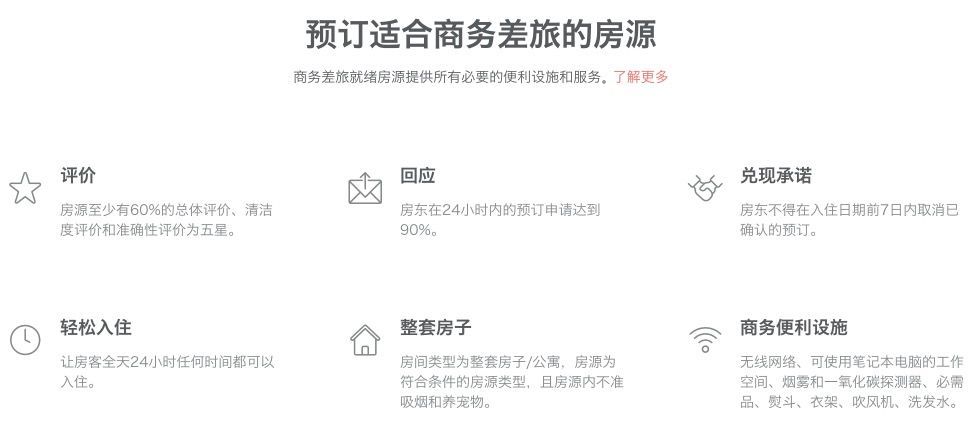 预订适合商务差旅的房源
商务差旅就绪房源提供所有必要的便利设施和服务。了解更多
评价
房源至少有60%的总体评价、清洁
度评价和准确性评价为五星。
回应
房东在24小时内的预订申请达到
90%。
兑现承诺
房东不得在入住日期前7日内取消已
确认的预订。
轻松入住
让房客全天24小时任何时间都可以
入住。
整套房子
房间类型为整套房子/公寓，房源为
符合条件的房源类型，且房源内不准
吸烟和养宠物。
商务便利设施
无线网络、可使用笔记本电脑的工作
空间、烟雾和一氧化碳探测器、必需
品、熨斗、衣架、吹风机、洗发水。